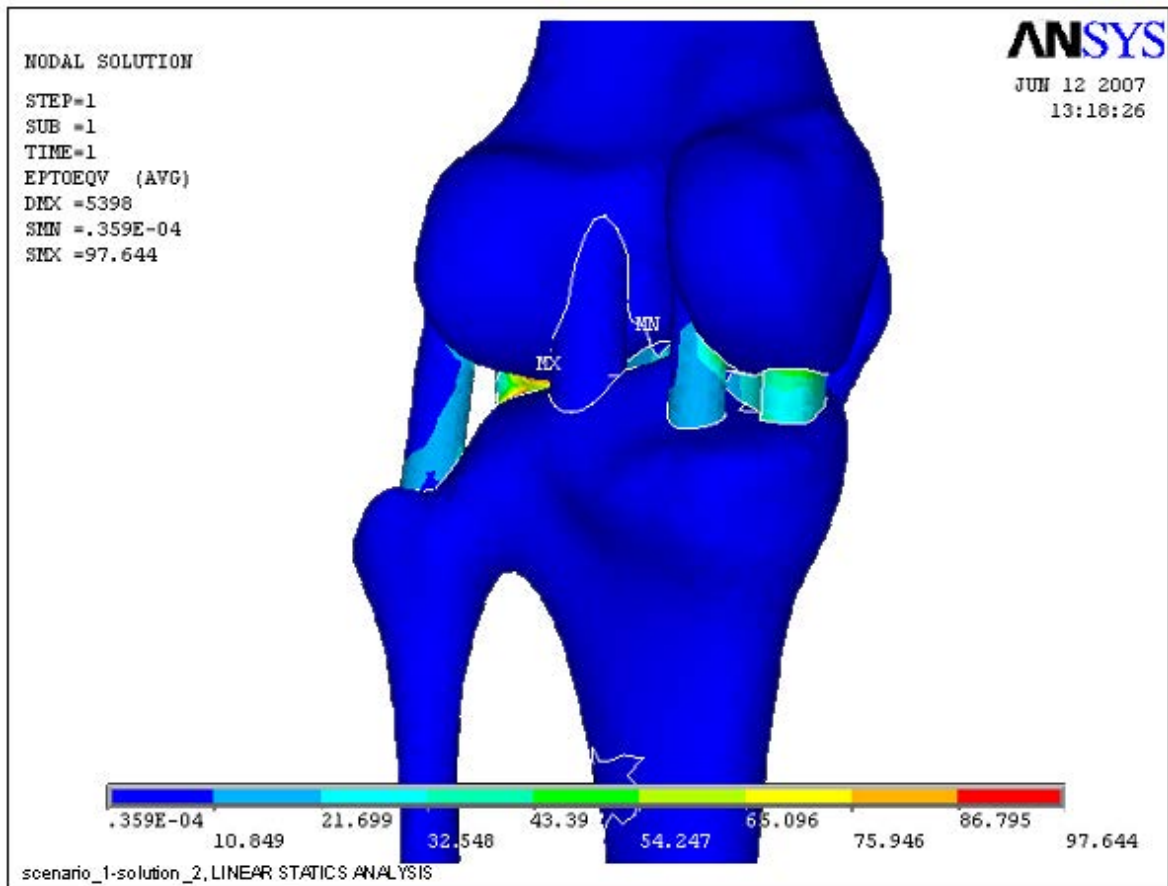 NODAL SOLUTION
STEP=1
SUB =1
TIME=1
EPTOEQV (AVG)
DMX =5398
SMN =.359E-04
SMX =97.644
ANSYS
JUN 12 2007
13:18:26
MN
MX
.359E-04
10.849
21.699
32.548
43.39
54.247
65.096
75.946
86.795
97.644
scenario_1-solution_2, LINEAR STATICS ANALYSIS